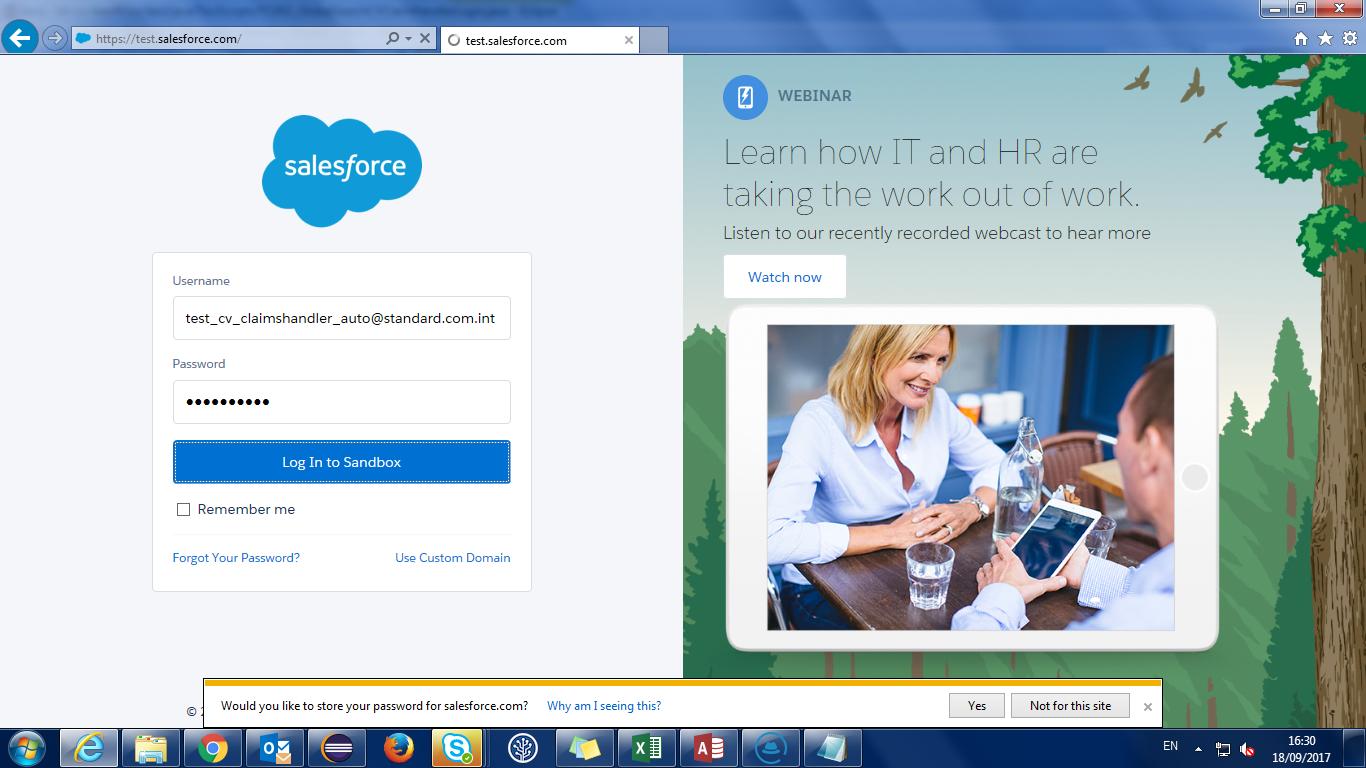 https://test.salesforce.com/
test.salesforce.com
salesforce
Username
test_cv_claimshandler_auto@standard.com.int
Password
••••••••••
Log In to Sandbox
Remember me
Forgot Your Password?
Use Custom Domain
WEBINAR
Learn how IT and HR are
taking the work out of work.
Listen to our recently recorded webcast to hear more
Watch now
Would you like to store your password for salesforce.com?
Why am I seeing this?
Yes
Not for this site
©
EN
16:30
18/09/2017